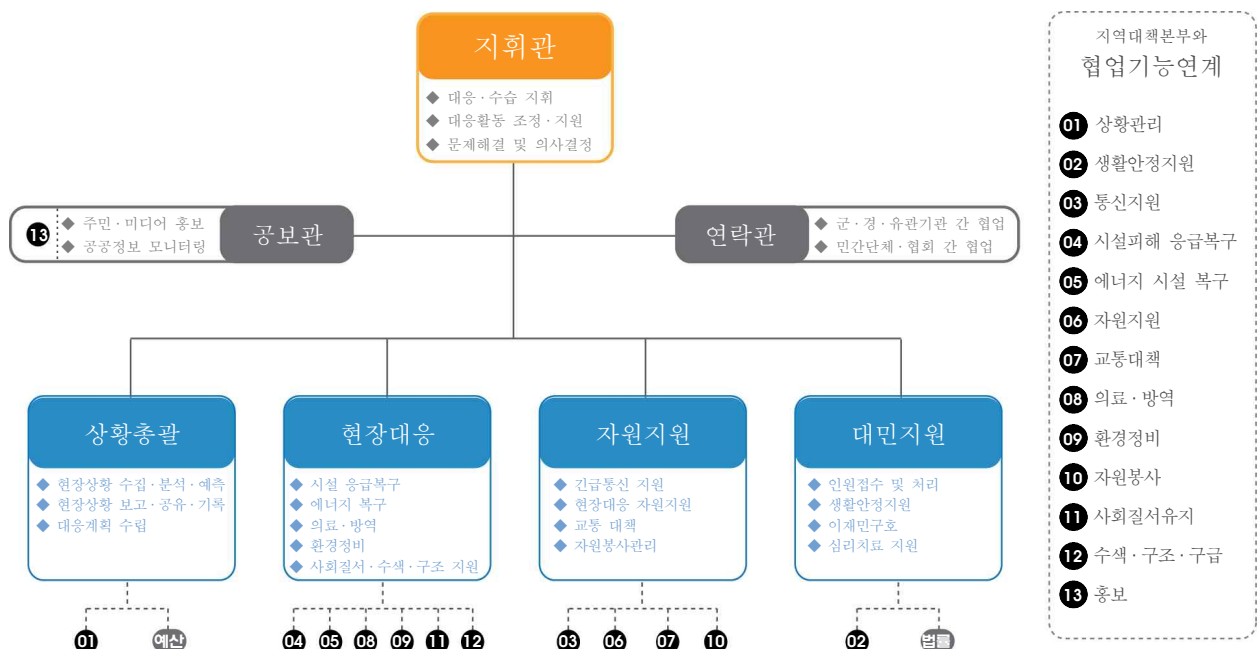 지휘관
◆ 대응·수습 지휘
◆ 대응활동 조정·지원
◆ 문제해결 및 의사결정
13
◆ 주민·미디어 홍보
◆ 공공정보 모니터링
공보관
연락관
◆ 군·경·유관기관 간 협업
◆ 민간단체·협회 간 협업
상황총괄
◆ 현장상황 수집·분석·예측
◆ 현장상황 보고·공유·기록
◆ 대응계획 수립
01 예산
현장대응
◆ 시설 응급복구
◆ 에너지 복구
◆ 의료·방역
◆ 환경정비
◆ 사회질서·수색·구조 지원
04 05 08 09 11 12
자원지원
◆ 긴급통신 지원
◆ 현장대응 자원지원
◆ 교통 대책
◆ 자원봉사관리
03 06 07 10
대민지원
◆ 인원접수 및 처리
◆ 생활안정지원
◆ 이재민구호
◆ 심리치료 지원
02 법률
지역대책본부와
협업기능연계
01 상황관리
02 생활안정지원
03 통신지원
04 시설피해 응급복구
05 에너지 시설 복구
06 자원지원
07 교통대책
08 의료·방역
09 환경정비
10 자원봉사
11 사회질서유지
12 수색·구조·구급
13 홍보